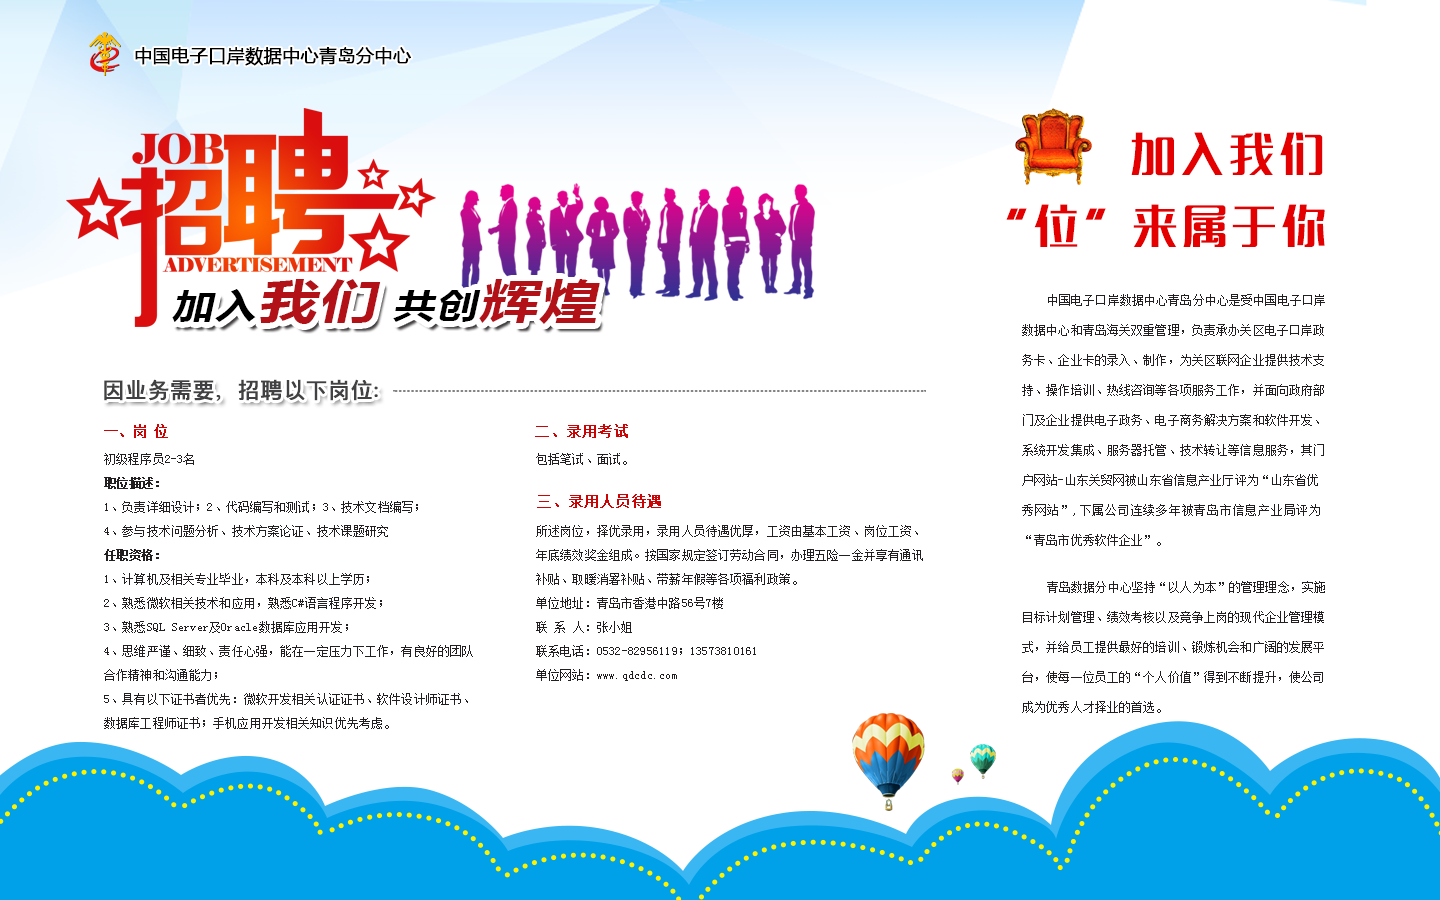 中国电子口岸数据中心青岛分中心
JOB
招聘
ADVERTISEMENT
加入我们 共创辉煌
因业务需要，招聘以下岗位:
一、岗 位
初级程序员2-3名
职位描述：
1、负责详细设计；2、代码编写和测试；3、技术文档编写；
4、参与技术问题分析、技术方案论证、技术课题研究
任职资格：
1、计算机及相关专业毕业，本科及本科以上学历；
2、熟悉微软相关技术和应用，熟悉C#语言程序开发；
3、熟悉SQL Server及Oracle数据库应用开发；
4、思维严谨、细致、责任心强，能在一定压力下工作，有良好的团队
合作精神和沟通能力；
5、具有以下证书者优先：微软开发相关认证证书、软件设计师证书、
数据库工程师证书；手机应用开发相关知识优先考虑。
二、录用考试
包括笔试、面试。
三、录用人员待遇
所述岗位，择优录用，录用人员待遇优厚，工资由基本工资、岗位工资、
年底绩效奖金组成。按国家规定签订劳动合同，办理五险一金并享有通讯
补贴、取暖消署补贴、带薪年假等各项福利政策。
单位地址：青岛市香港中路56号7楼
联 系 人：张小姐
联系电话：0532-82956119；13573810161
单位网站：www.qdcdc.com
加入我们
“位”来属于你
中国电子口岸数据中心青岛分中心是受中国电子口岸
数据中心和青岛海关双重管理，负责承办关区电子口岸政
务卡、企业卡的录入、制作，为关区联网企业提供技术支
持、操作培训、热线咨询等各项服务工作，并面向政府部
门及企业提供电子政务、电子商务解决方案和软件开发、
系统开发集成、服务器托管、技术转让等信息服务，其门
户网站-山东关贸网被山东省信息产业厅评为“山东省优
秀网站”，下属公司连续多年被青岛市信息产业局评为
“青岛市优秀软件企业”。
青岛数据分中心坚持“以人为本”的管理理念，实施
目标计划管理、绩效考核以及竞争上岗的现代企业管理模
式，并给员工提供最好的培训、锻炼机会和广阔的发展平
台，使每一位员工的“个人价值”得到不断提升，使公司
成为优秀人才择业的首选。